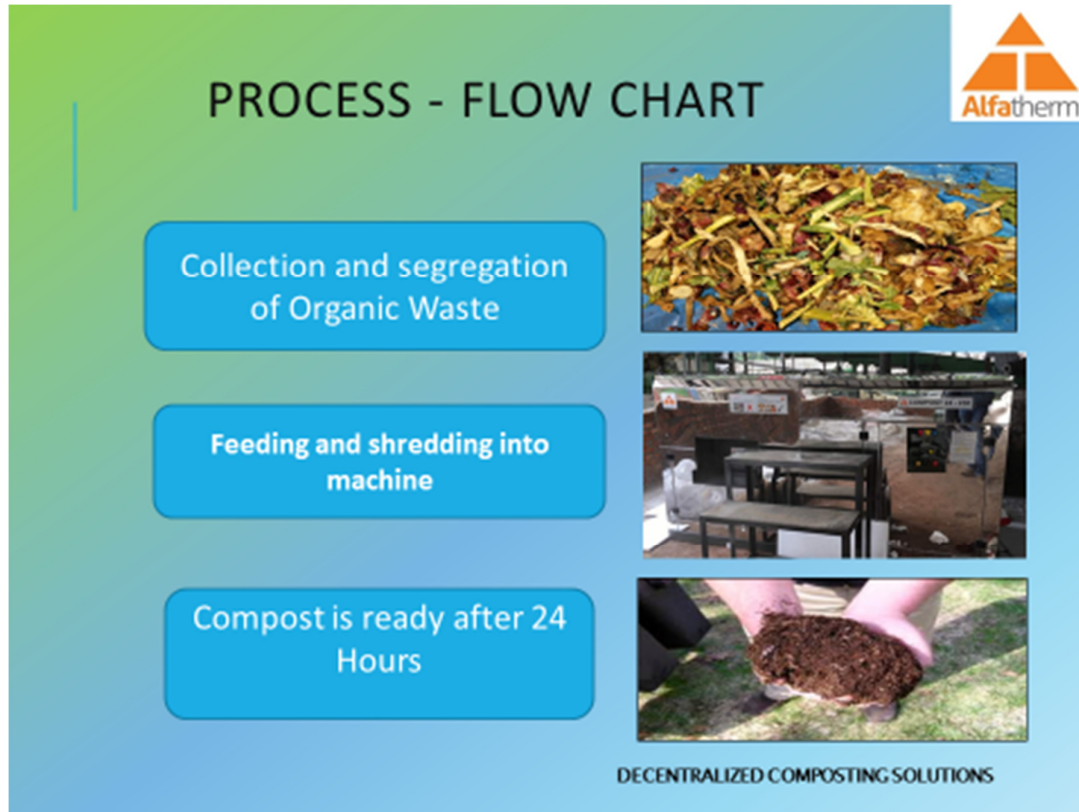 PROCESS - FLOW CHART
Alfatherm
Collection and segregation
of Organic Waste
Feeding and shredding into
machine
Compost is ready after 24
Hours
DECENTRALIZED COMPOSTING SOLUTIONS